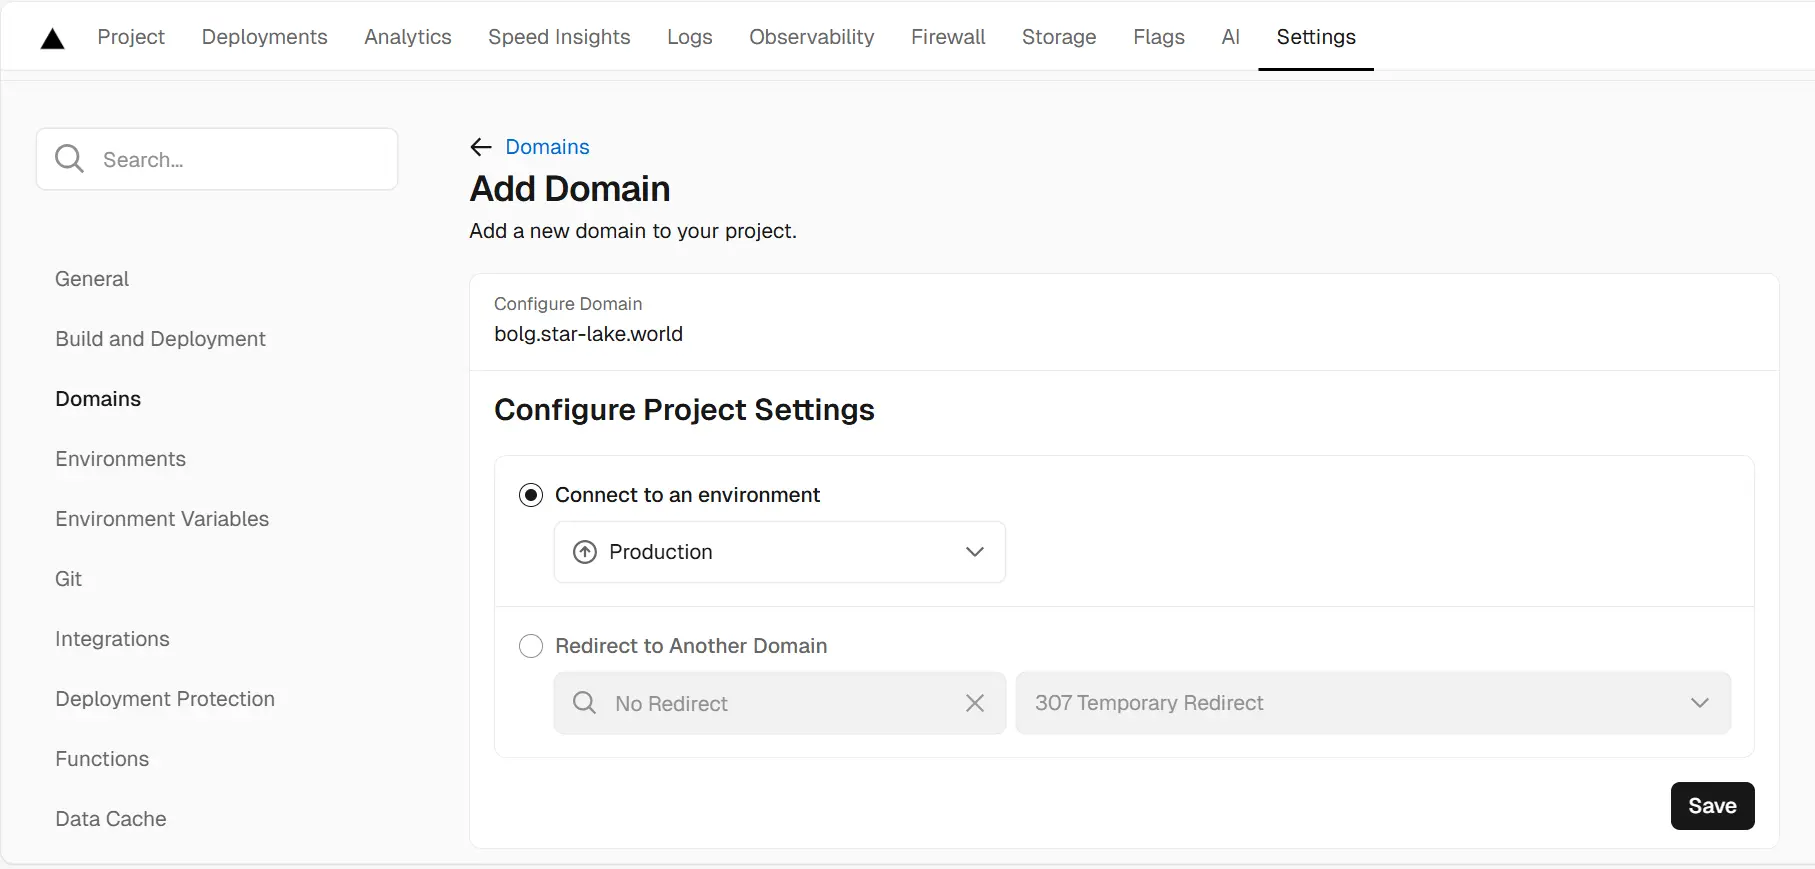 Project Deployments Analytics Speed Insights Logs Observability Firewall Storage Flags AI Settings
Search...
General
Build and Deployment
Domains
Environments
Environment Variables
Git
Integrations
Deployment Protection
Functions
Data Cache
Domains
Add Domain
Add a new domain to your project.
Configure Domain
bolg.star-lake.world
Configure Project Settings
Connect to an environment
Production
Redirect to Another Domain
No Redirect 307 Temporary Redirect
Save